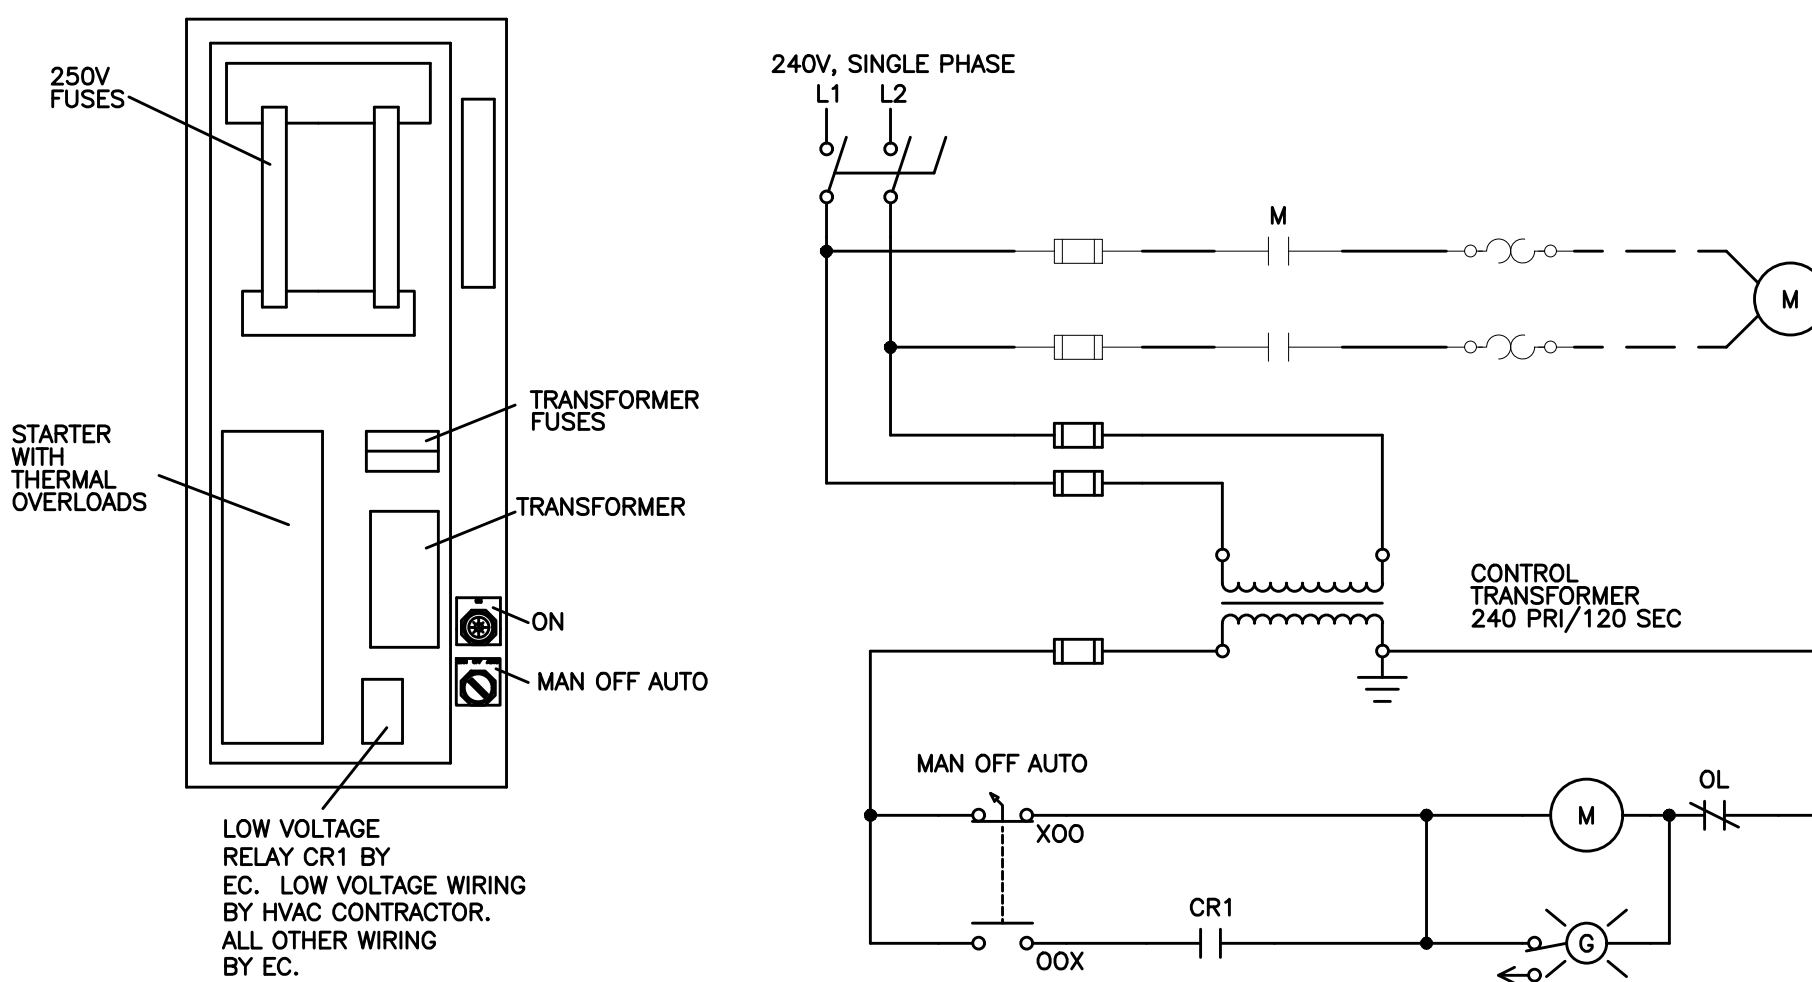 250V
FUSES
STARTER
WITH
THERMAL
OVERLOADS
TRANSFORMER
FUSES
TRANSFORMER
ON
MAN OFF AUTO
LOW VOLTAGE
RELAY CR1 BY
EC. LOW VOLTAGE WIRING
BY HVAC CONTRACTOR.
ALL OTHER WIRING
BY EC.
240V, SINGLE PHASE
L1 L2
M
M
CONTROL
TRANSFORMER
240 PRI/120 SEC
MAN OFF AUTO
XOO
M
OL
CR1
OOX
G